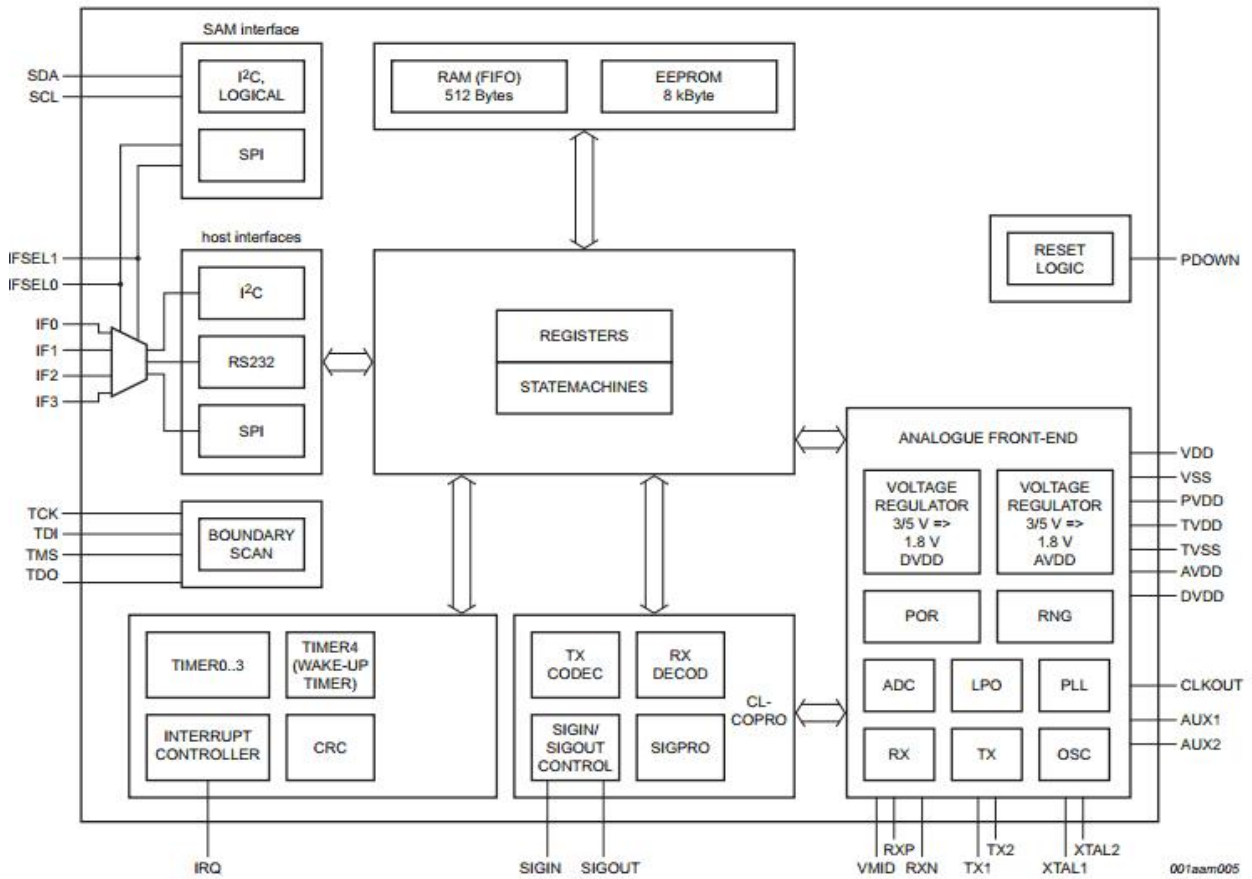 SAM interface
SDA
SCL
I²C,
LOGICAL
SPI
RAM (FIFO)
512 Bytes
EEPROM
8 kByte
host interfaces
IFSEL1
IFSEL0
IF0
IF1
IF2
IF3
I²C
RS232
SPI
REGISTERS
STATEMACHINES
RESET
LOGIC
PDOWN
TCK
TDI
TMS
TDO
BOUNDARY
SCAN
ANALOGUE FRONT-END
VOLTAGE
REGULATOR
3/5 V =>
1.8 V
DVDD
VOLTAGE
REGULATOR
3/5 V =>
1.8 V
AVDD
POR
RNG
ADC
LPO
PLL
RX
TX
OSC
VDD
VSS
PVDD
TVDD
TVSS
AVDD
DVDD
CLKOUT
AUX1
AUX2
TIMER0..3
TIMER4
(WAKE-UP
TIMER)
INTERRUPT
CONTROLLER
CRC
TX
CODEC
RX
DECOD
CL-
COPRO
SIGIN/
SIGOUT
CONTROL
SIGPRO
IRQ
SIGIN
SIGOUT
VMID
RXP
RXN
TX1
TX2
XTAL1
XTAL2
001aam005